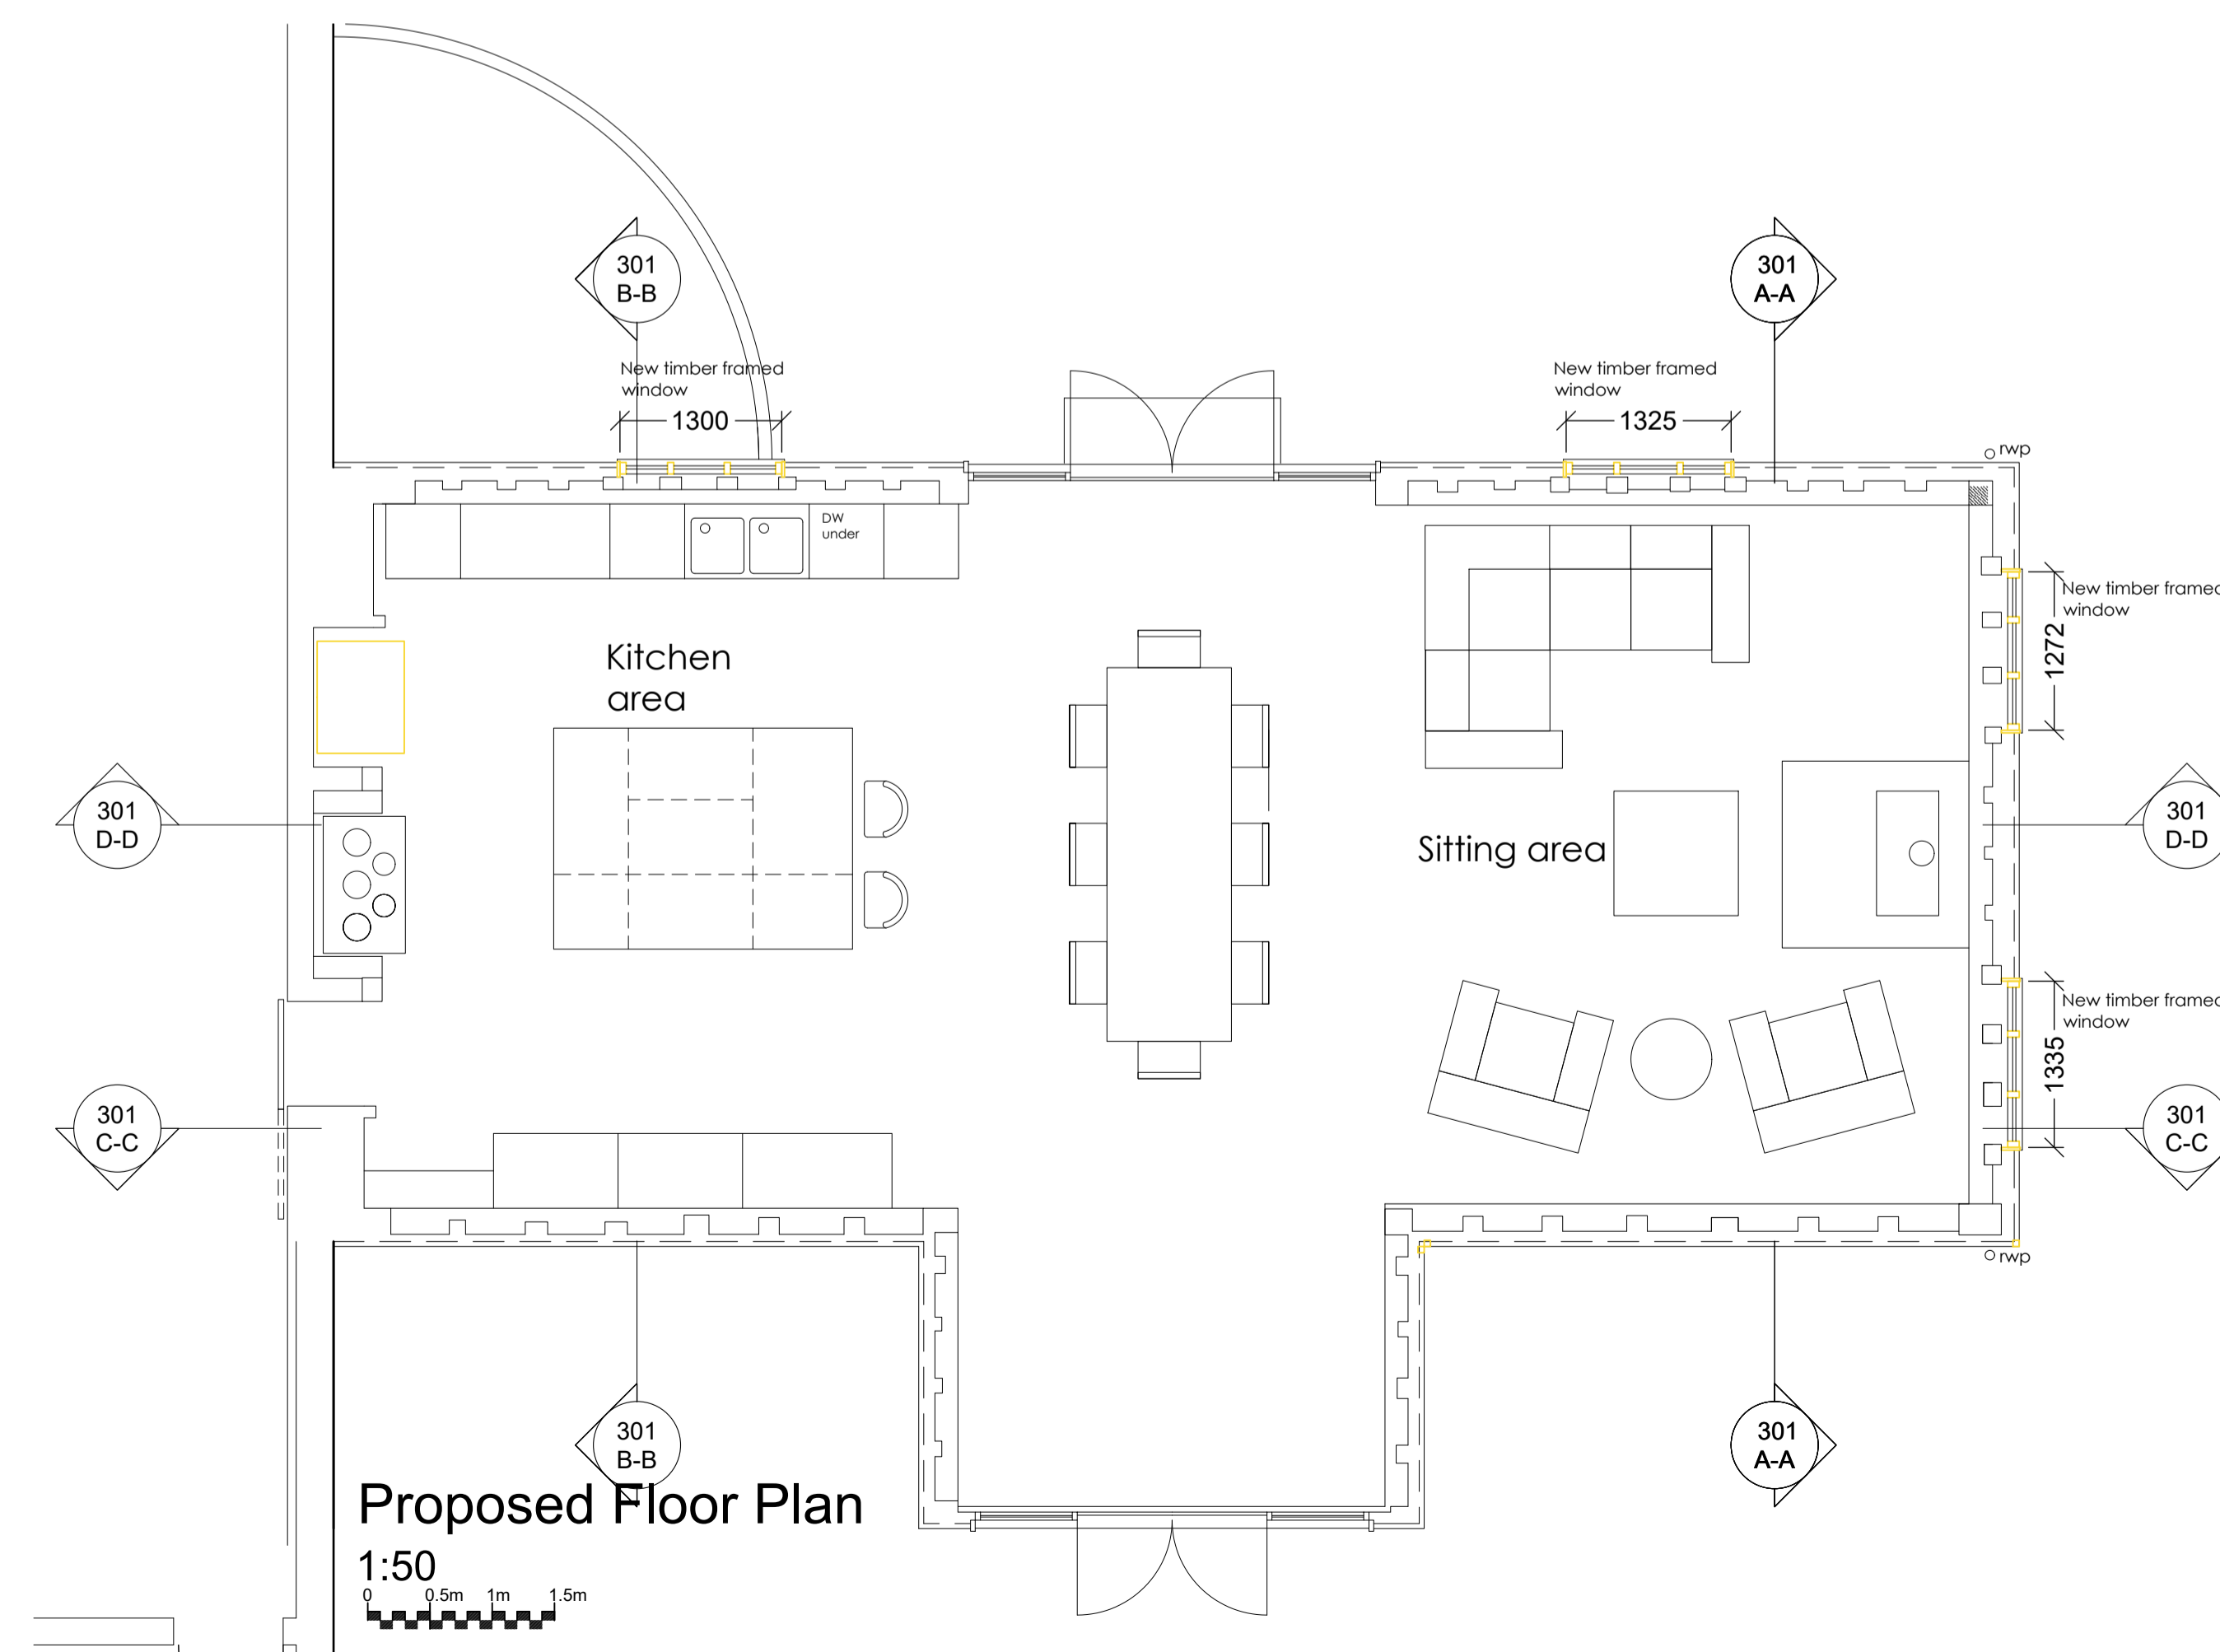 301
B-B
301
A-A
New timber framed
window
New timber framed
window
1300
1325
rwp
DW
under
New timber framed
window
1272
Kitchen
area
301
D-D
Sitting area
301
D-D
New timber framed
window
1335
301
C-C
301
C-C
rwp
301
B-B
301
A-A
Proposed Floor Plan
1:50
0 0.5m 1m 1.5m